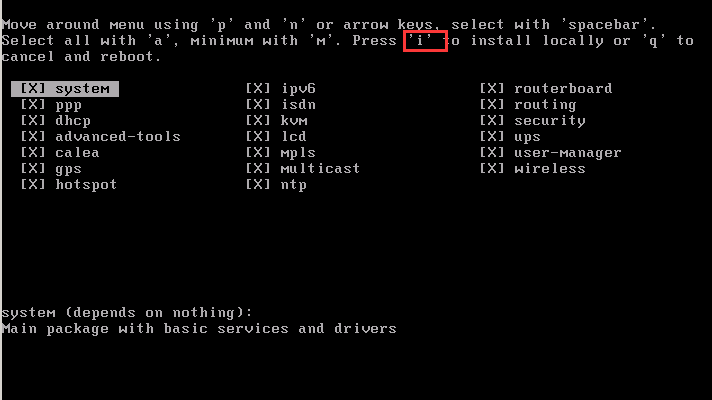 Move around menu using 'p' and 'n' or arrow keys, select with 'spacebar'.
Select all with 'a', minimum with 'm'. Press 'i' to install locally or 'q' to
cancel and reboot.
[X] system [X] ipv6 [X] routerboard
[X] ppp [X] isdn [X] routing
[X] dhcp [X] kvm [X] security
[X] advanced-tools [X] lcd [X] ups
[X] calea [X] mpls [X] user-manager
[X] gps [X] multicast [X] wireless
[X] hotspot [X] ntp
system (depends on nothing):
Main package with basic services and drivers